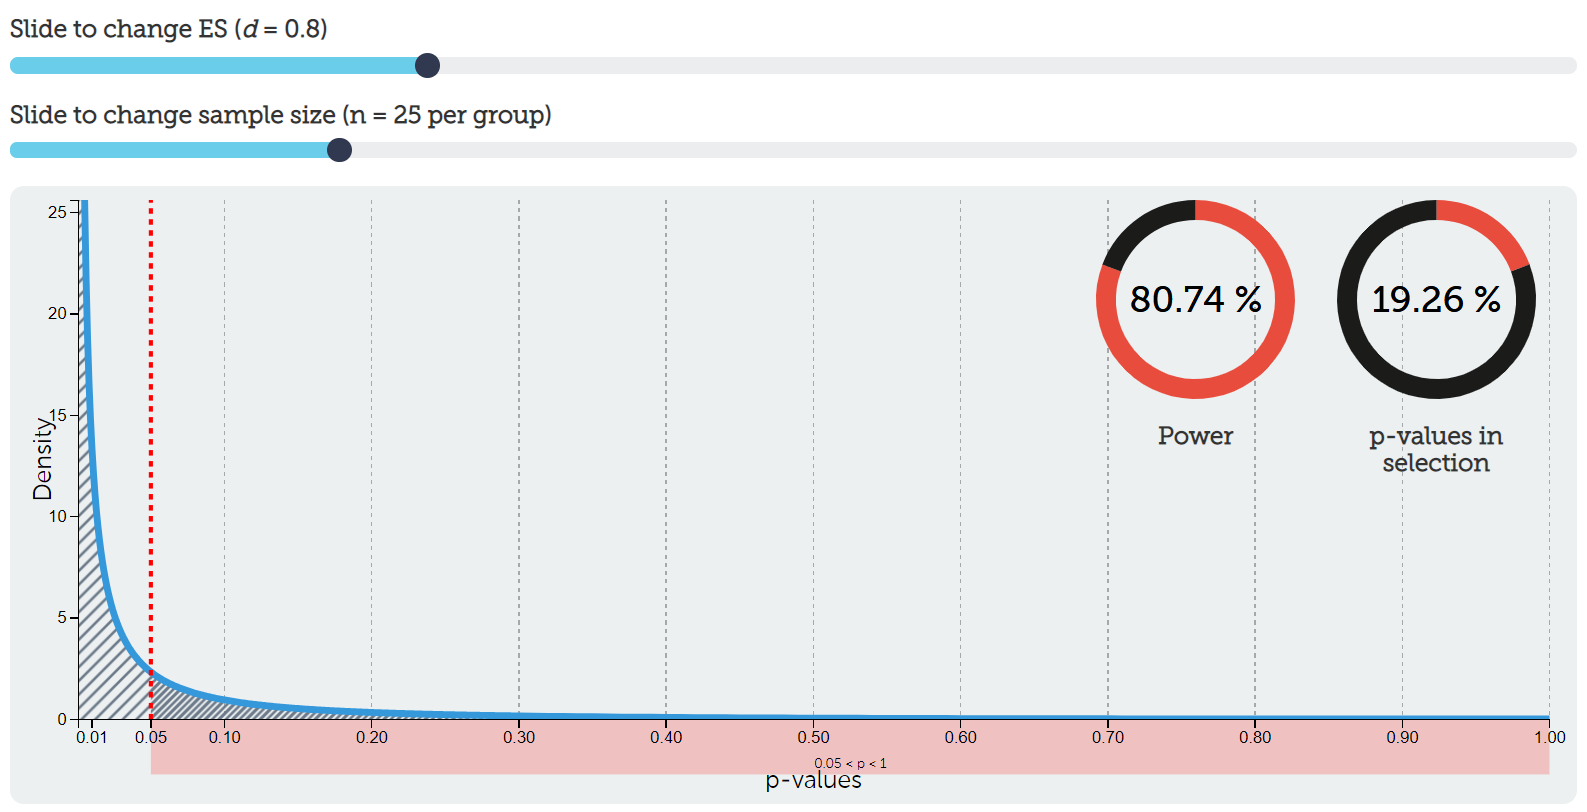 Slide to change ES (d = 0.8)
Slide to change sample size (n = 25 per group)
80.74 %
Power
19.26 %
p-values in
selection
Density
25
20
15
10
5
0
0.01 0.05 0.10 0.20 0.30 0.40 0.50 0.60 0.70 0.80 0.90 1.00
0.05 < p < 1
p-values